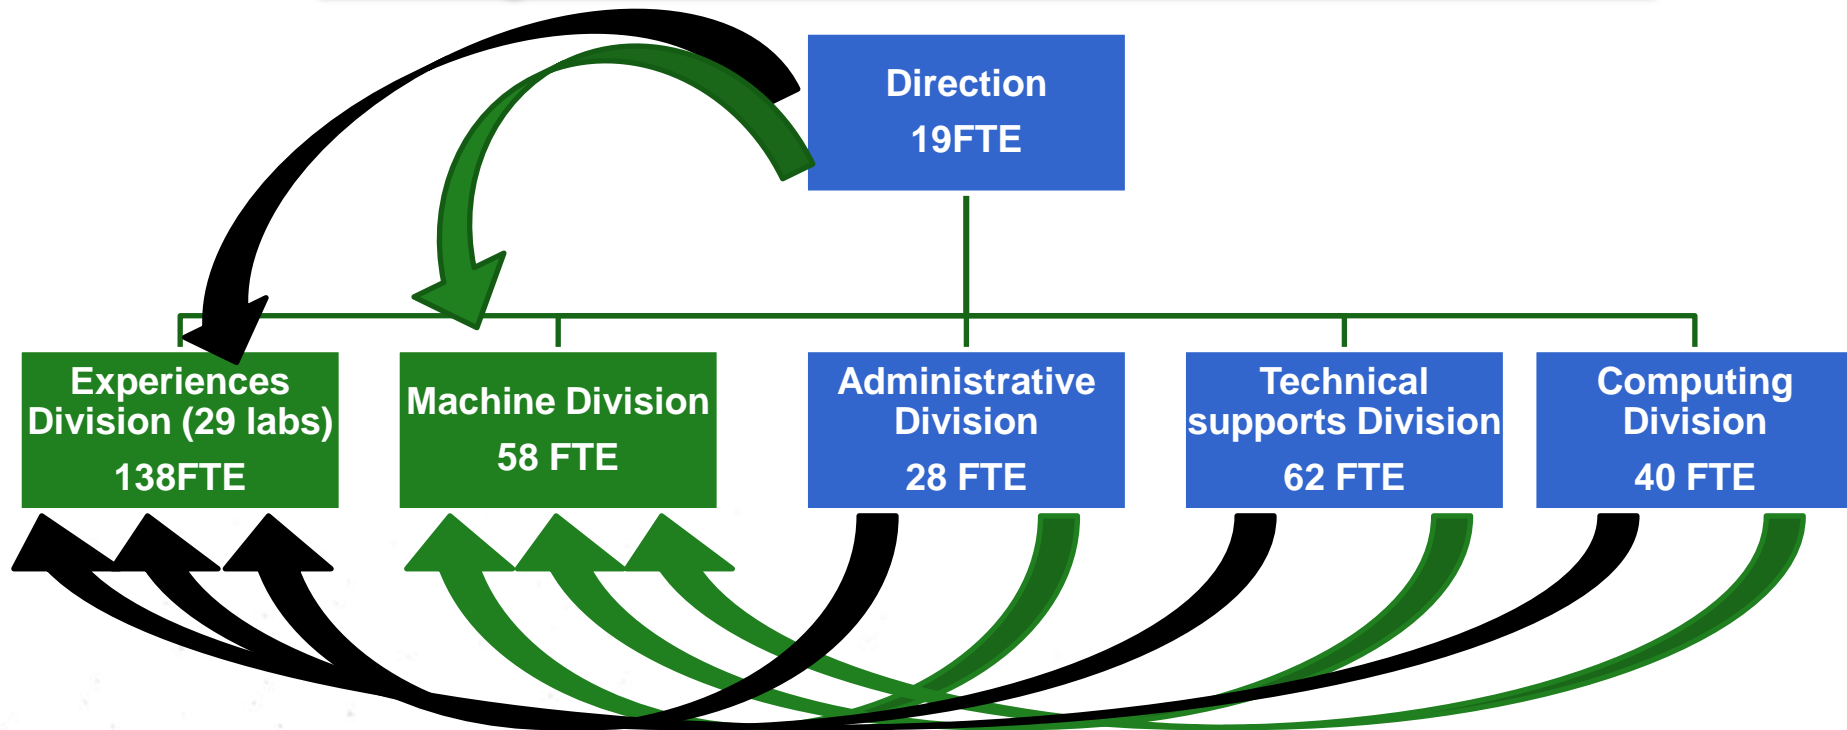 Direction
19FTE
Experiences
Division (29 labs)
138FTE
Machine Division
58 FTE
Administrative
Division
28 FTE
Technical
supports Division
62 FTE
Computing
Division
40 FTE